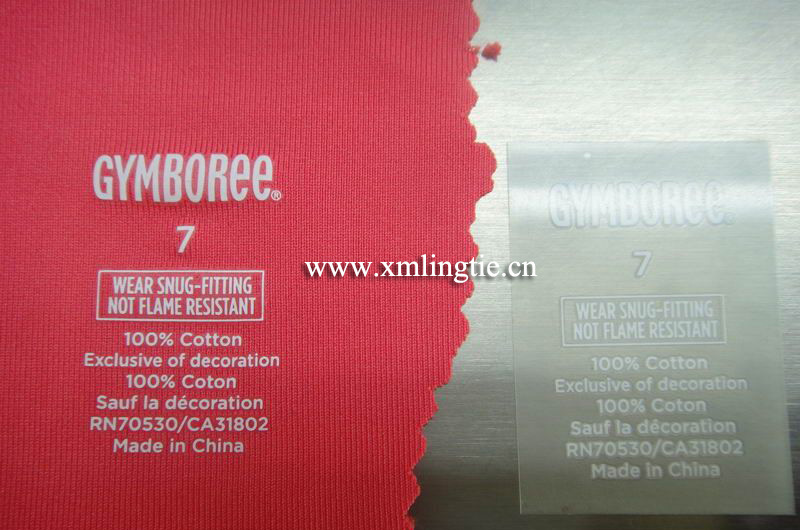 GYMBOREE®
7
WEAR SNUG-FITTING
NOT FLAME RESISTANT
100% Cotton
Exclusive of decoration
100% Coton
Sauf la décoration
RN70530/CA31802
Made in China
www.xmlingtie.cn
GYMBOREE®
7
WEAR SNUG-FITTING
NOT FLAME RESISTANT
100% Cotton
Exclusive of decoration
100% Coton
Sauf la décoration
RN70530/CA31802
Made in China